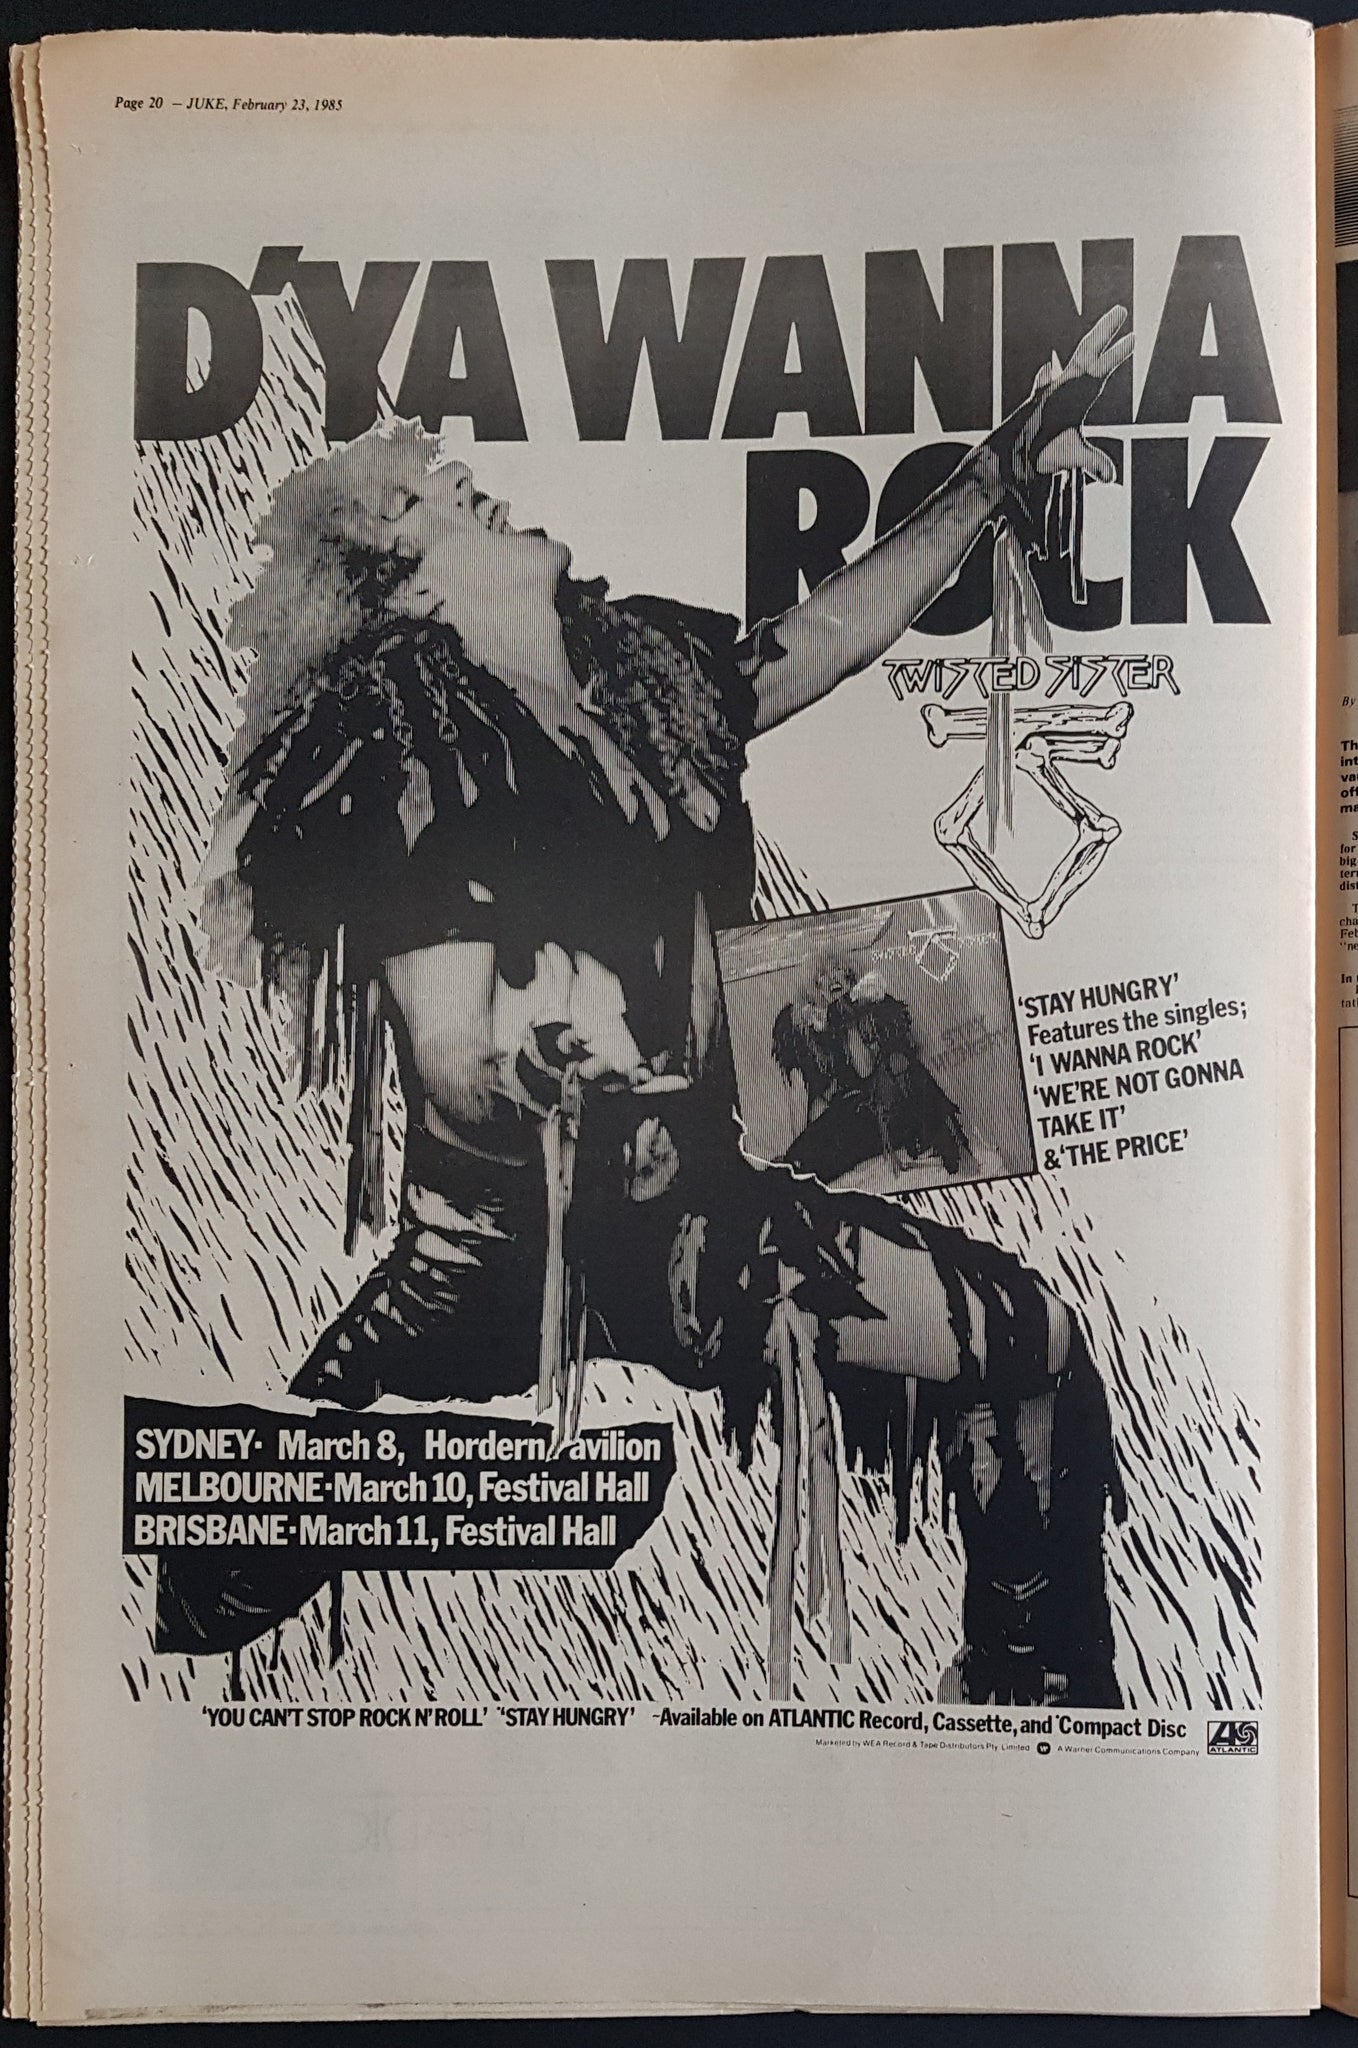 Page 20 — JUKE, February 23, 1985
D'YA WANNA
ROCK
TWISTED SISTER
'STAY HUNGRY'
Features the singles;
'I WANNA ROCK'
'WE'RE NOT GONNA
TAKE IT'
&'THE PRICE'
SYDNEY· March 8, Hordern Pavilion
MELBOURNE·March 10, Festival Hall
BRISBANE·March 11, Festival Hall
'YOU CAN'T STOP ROCK N' ROLL' 'STAY HUNGRY' -Available on ATLANTIC Record, Cassette, and Compact Disc
Marketed by WEA Record & Tape Distributors Pty. Limited A Warner Communications Company
ATLANTIC
By